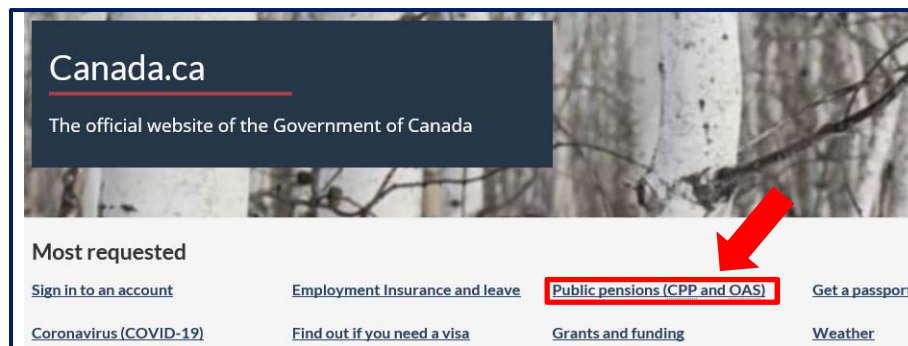 Canada.ca
The official website of the Government of Canada
Most requested
Sign in to an account Employment Insurance and leave Public pensions (CPP and OAS) Get a passport
Coronavirus (COVID-19) Find out if you need a visa Grants and funding Weather